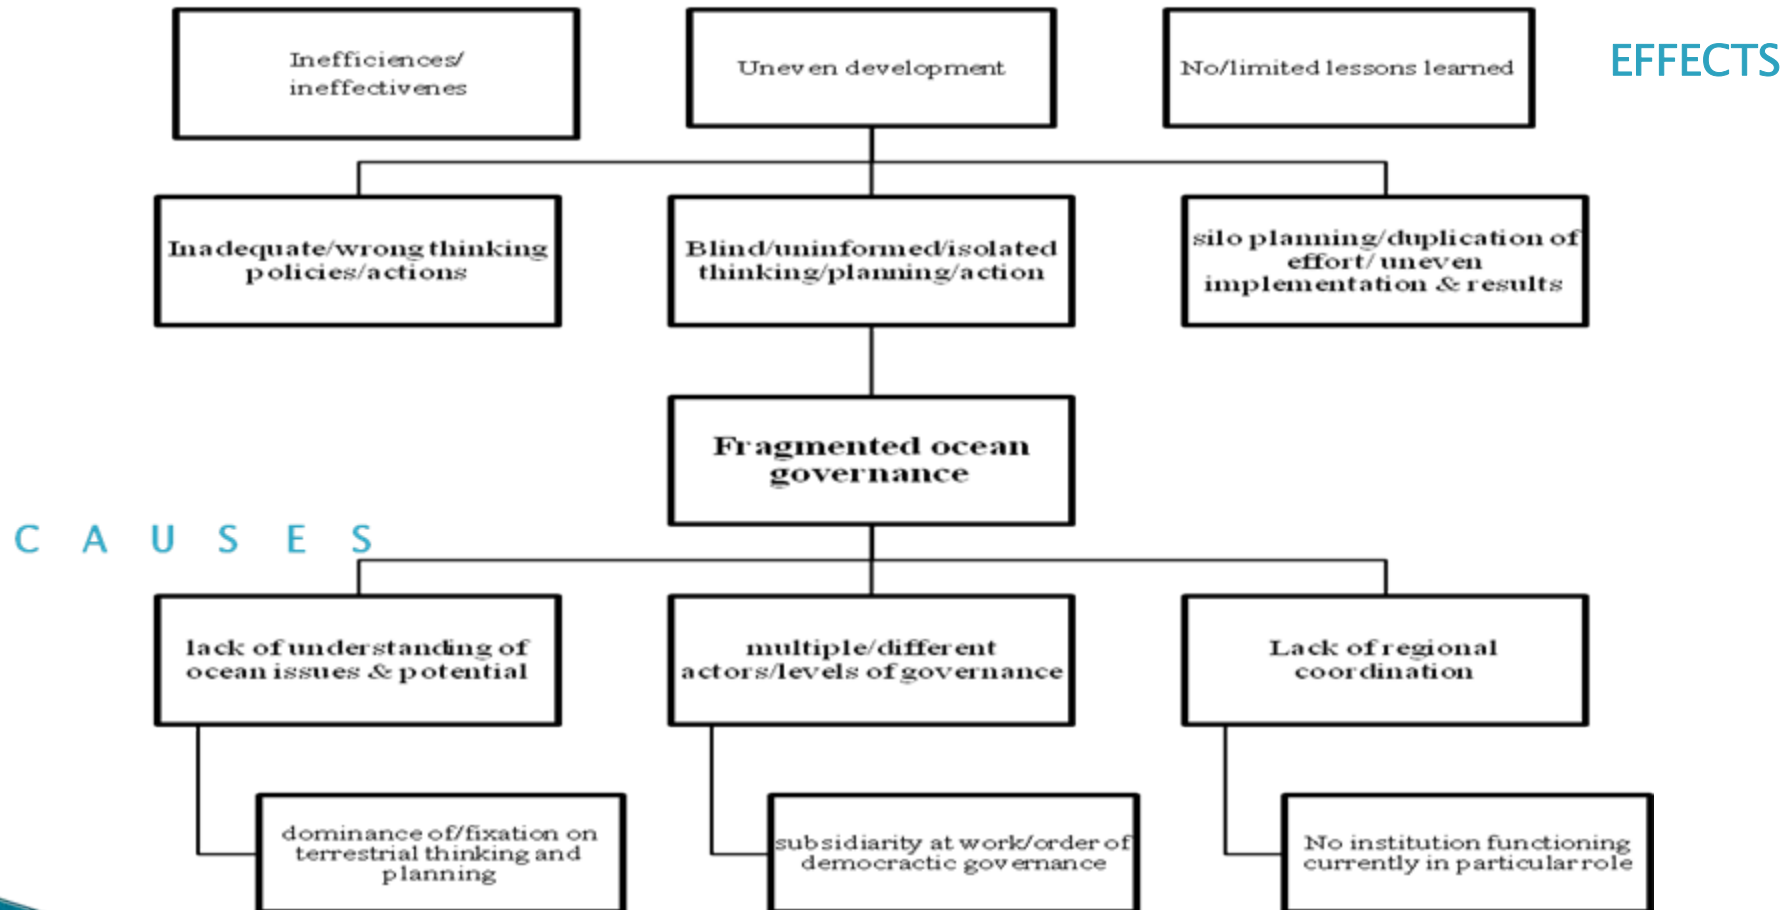 Inefficiences/
ineffectivenes
Uneven development
No/limited lessons learned
EFFECTS
Inadequate/wrong thinking
policies/actions
Blind/uninformed/isolated
thinking/planning/action
silo planning/duplication of
effort/ uneven
implementation & results
Fragmented ocean
governance
C A U S E S
lack of understanding of
ocean issues & potential
multiple/different
actors/levels of governance
Lack of regional
coordination
dominance of/fixation on
terrestrial thinking and
planning
subsidiarity at work/order of
democractic governance
No institution functioning
currently in particular role